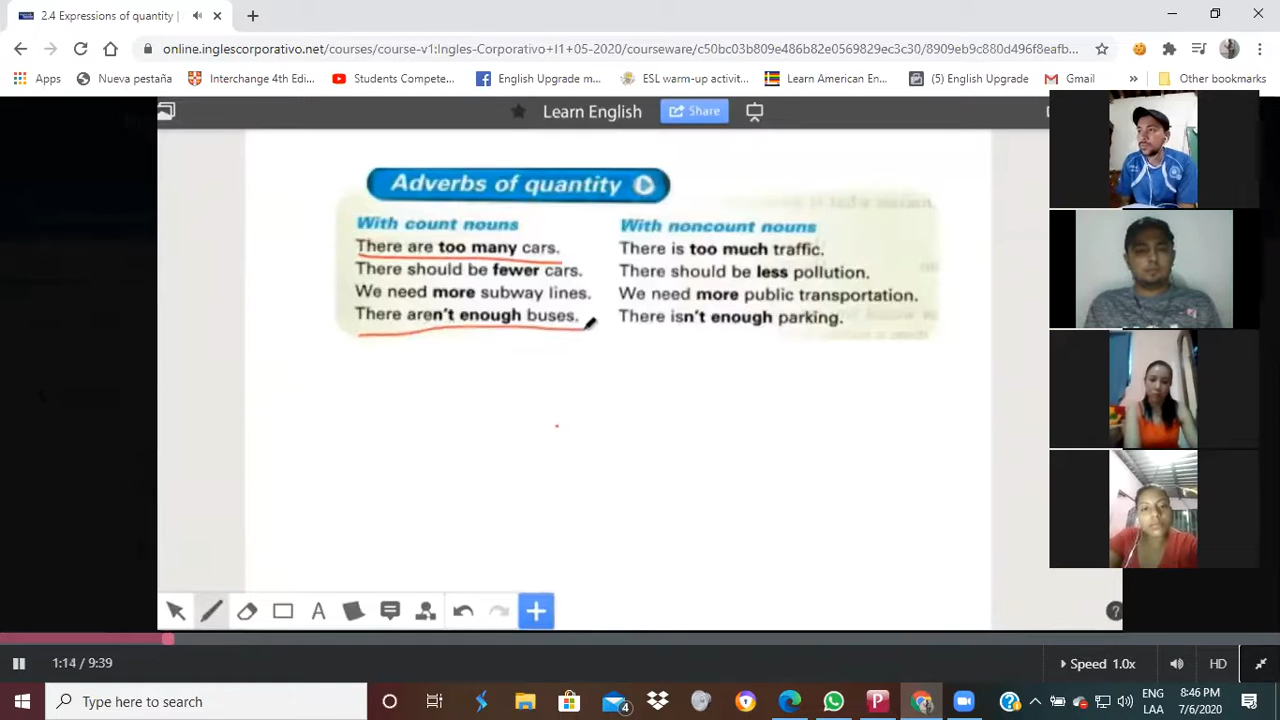 2.4 Expressions of quantity |
online.inglescorporativo.net/courses/course-v1:Ingles-Corporativo+I1+05-2020/courseware/c50bc03b809e486b82e0569829ec3c30/8909eb9c880d496f8eafb...
Apps Nueva pestaña Interchange 4th Edi... Students Compete... English Upgrade m... ESL warm-up activit... Learn American En... (5) English Upgrade Gmail » Other bookmarks
Learn English Share
Adverbs of quantity
With count nouns
There are too many cars.
There should be fewer cars.
We need more subway lines.
There aren't enough buses.
With noncount nouns
There is too much traffic.
There should be less pollution.
We need more public transportation.
There isn't enough parking.
A
?
1:14 / 9:39
Speed 1.0x
HD
Type here to search
4
ENG
LAA
8:46 PM
7/6/2020